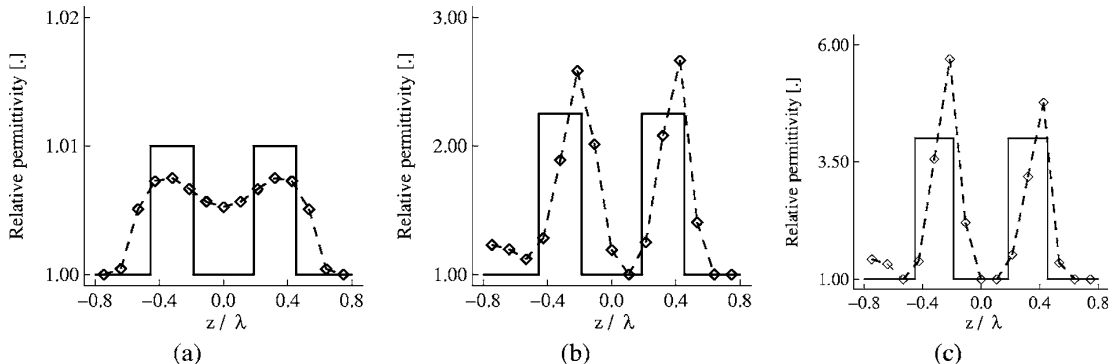 1.02
1.01
1.00
Relative permittivity [.]
-0.8 -0.4 0.0 0.4 0.8
z / λ
(a)
3.00
2.00
1.00
Relative permittivity [.]
-0.8 -0.4 0.0 0.4 0.8
z / λ
(b)
6.00
3.50
1.00
Relative permittivity [.]
-0.8 -0.4 0.0 0.4 0.8
z / λ
(c)